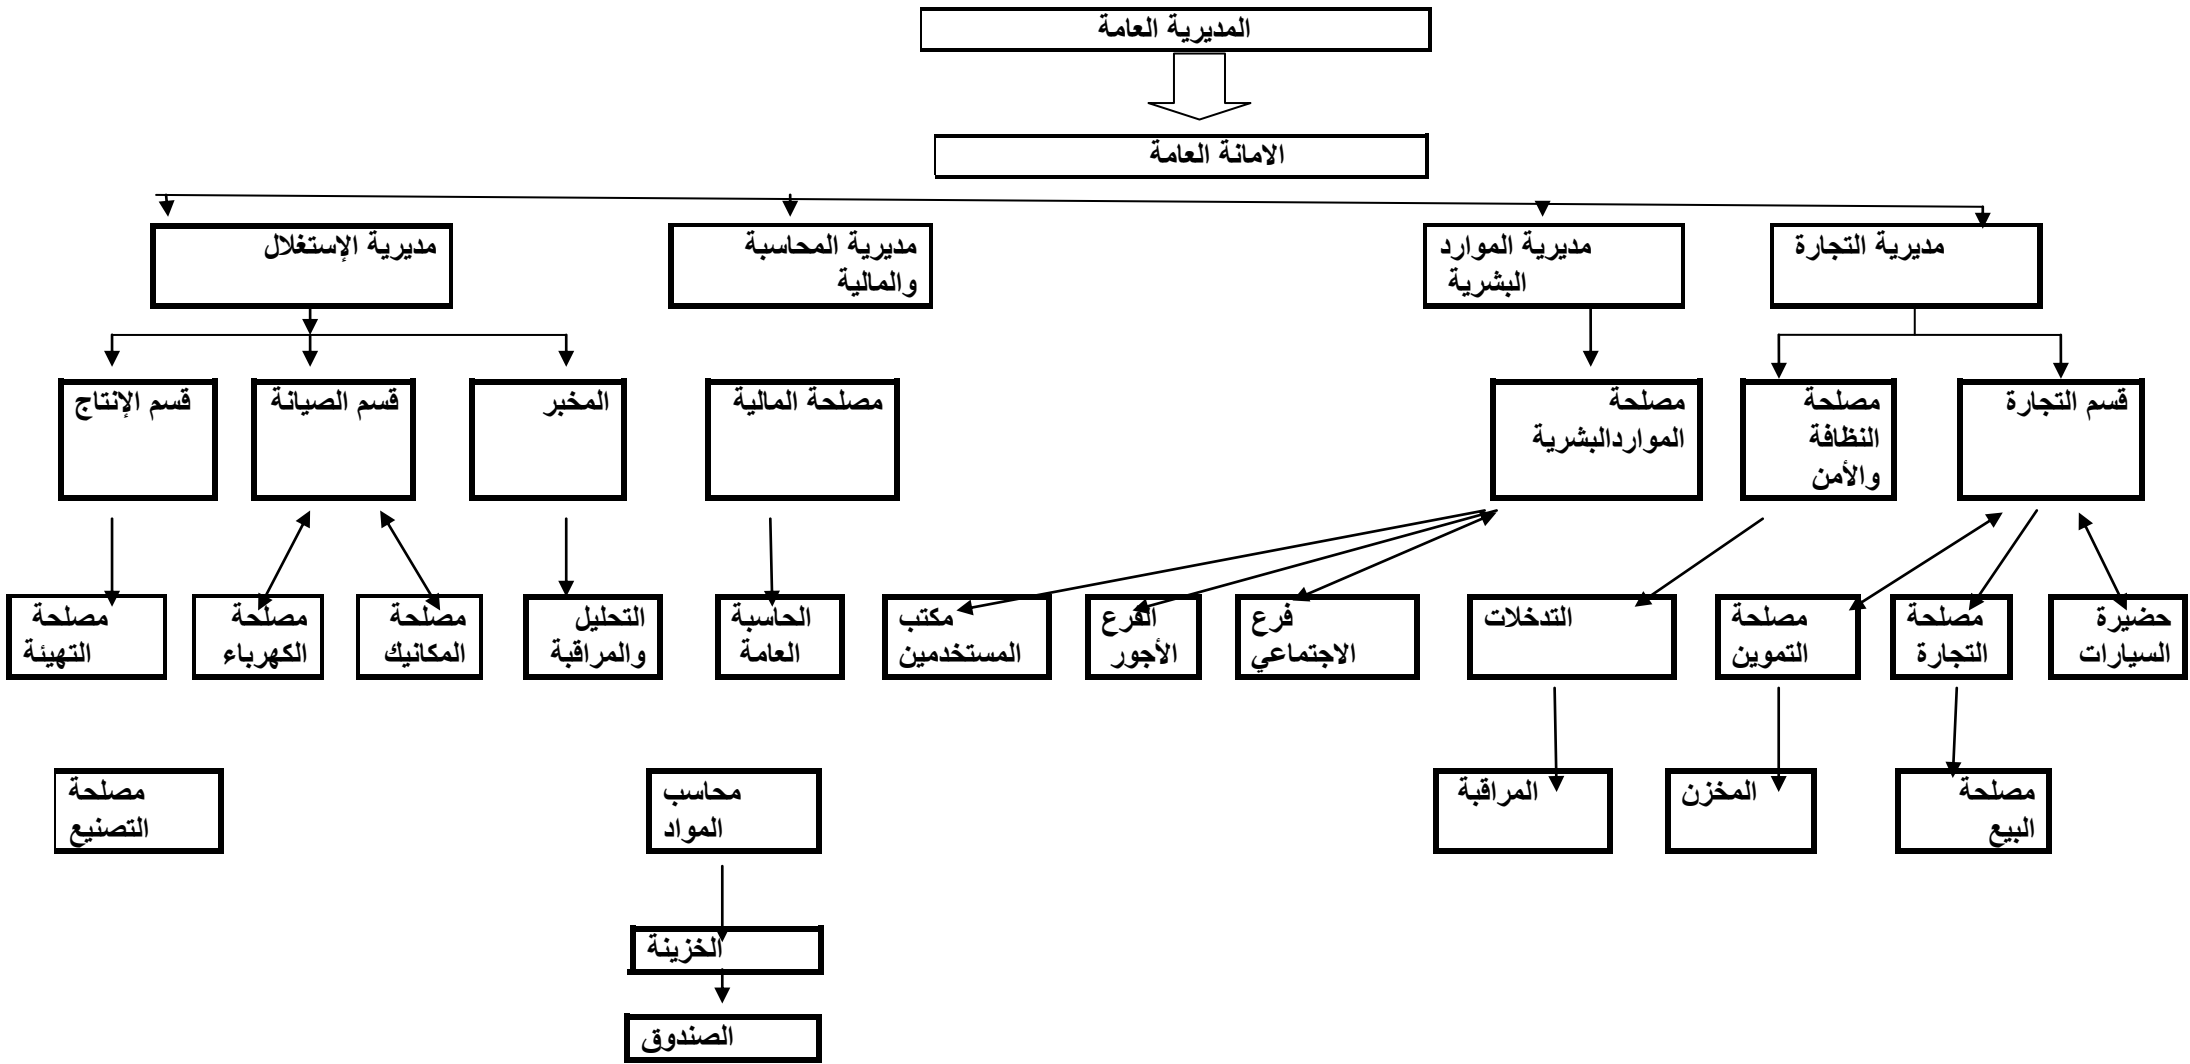 المديرية العامة
الامانة العامة
مديرية التجارة
مديرية الموارد
البشرية
مديرية المحاسبة
والمالية
مديرية الإستغلال
قسم التجارة
مصلحة
النظافة
والأمن
مصلحة
المواردالبشرية
مصلحة المالية
المخبر
قسم الصيانة
قسم الإنتاج
حضيرة
السيارات
مصلحة
التجارة
مصلحة
التموين
التدخلات
فرع
الاجتماعي
الفرع
الأجور
مكتب
المستخدمين
الحاسبة
العامة
التحليل
والمراقبة
مصلحة
المكانيك
مصلحة
الكهرباء
مصلحة
التهيئة
مصلحة
البيع
المخزن
المراقبة
محاسب
المواد
مصلحة
التصنيع
الخزينة
الصندوق